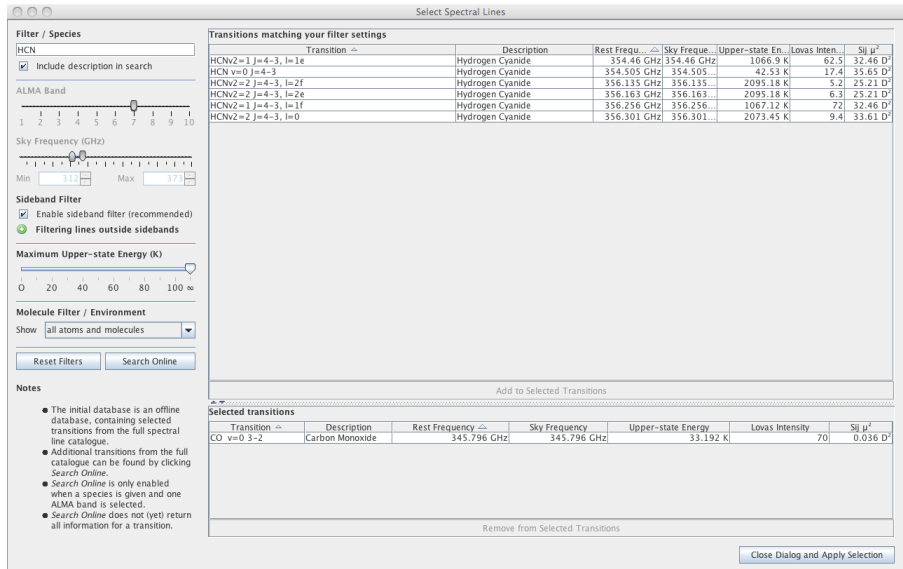 Select Spectral Lines
Filter / Species
HCN
Include description in search
ALMA Band
1 2 3 4 5 6 7 8 9 10
Sky Frequency (GHz)
Min 312 Max 373
Sideband Filter
Enable sideband filter (recommended)
Filtering lines outside sidebands
Maximum Upper-state Energy (K)
0 20 40 60 80 100 ∞
Molecule Filter / Environment
Show all atoms and molecules
Reset Filters Search Online
Notes
The initial database is an offline
database, containing selected
transitions from the full spectral
line catalogue.
Additional transitions from the full
catalogue can be found by clicking
Search Online.
Search Online is only enabled
when a species is given and one
ALMA band is selected.
Search Online does not (yet) return
all information for a transition.
Transitions matching your filter settings
Transition Description Rest Frequ... Sky Freque... Upper-state En... Lovas Inten... Sij μ²
HCNv2=1 J=4-3, l=1e Hydrogen Cyanide 354.46 GHz 354.46 GHz 1066.9 K 62.5 32.46 D²
HCN v=0 J=4-3 Hydrogen Cyanide 354.505 GHz 354.505... 42.53 K 17.4 35.65 D²
HCNv2=2 J=4-3, l=2f Hydrogen Cyanide 356.135 GHz 356.135... 2095.18 K 5.2 25.21 D²
HCNv2=2 J=4-3, l=2e Hydrogen Cyanide 356.163 GHz 356.163... 2095.18 K 6.3 25.21 D²
HCNv2=1 J=4-3, l=1f Hydrogen Cyanide 356.256 GHz 356.256... 1067.12 K 72 32.46 D²
HCNv2=2 J=4-3, l=0 Hydrogen Cyanide 356.301 GHz 356.301... 2073.45 K 9.4 33.61 D²
Add to Selected Transitions
Selected transitions
Transition Description Rest Frequency Sky Frequency Upper-state Energy Lovas Intensity Sij μ²
CO v=0 3-2 Carbon Monoxide 345.796 GHz 345.796 GHz 33.192 K 70 0.036 D²
Remove from Selected Transitions
Close Dialog and Apply Selection